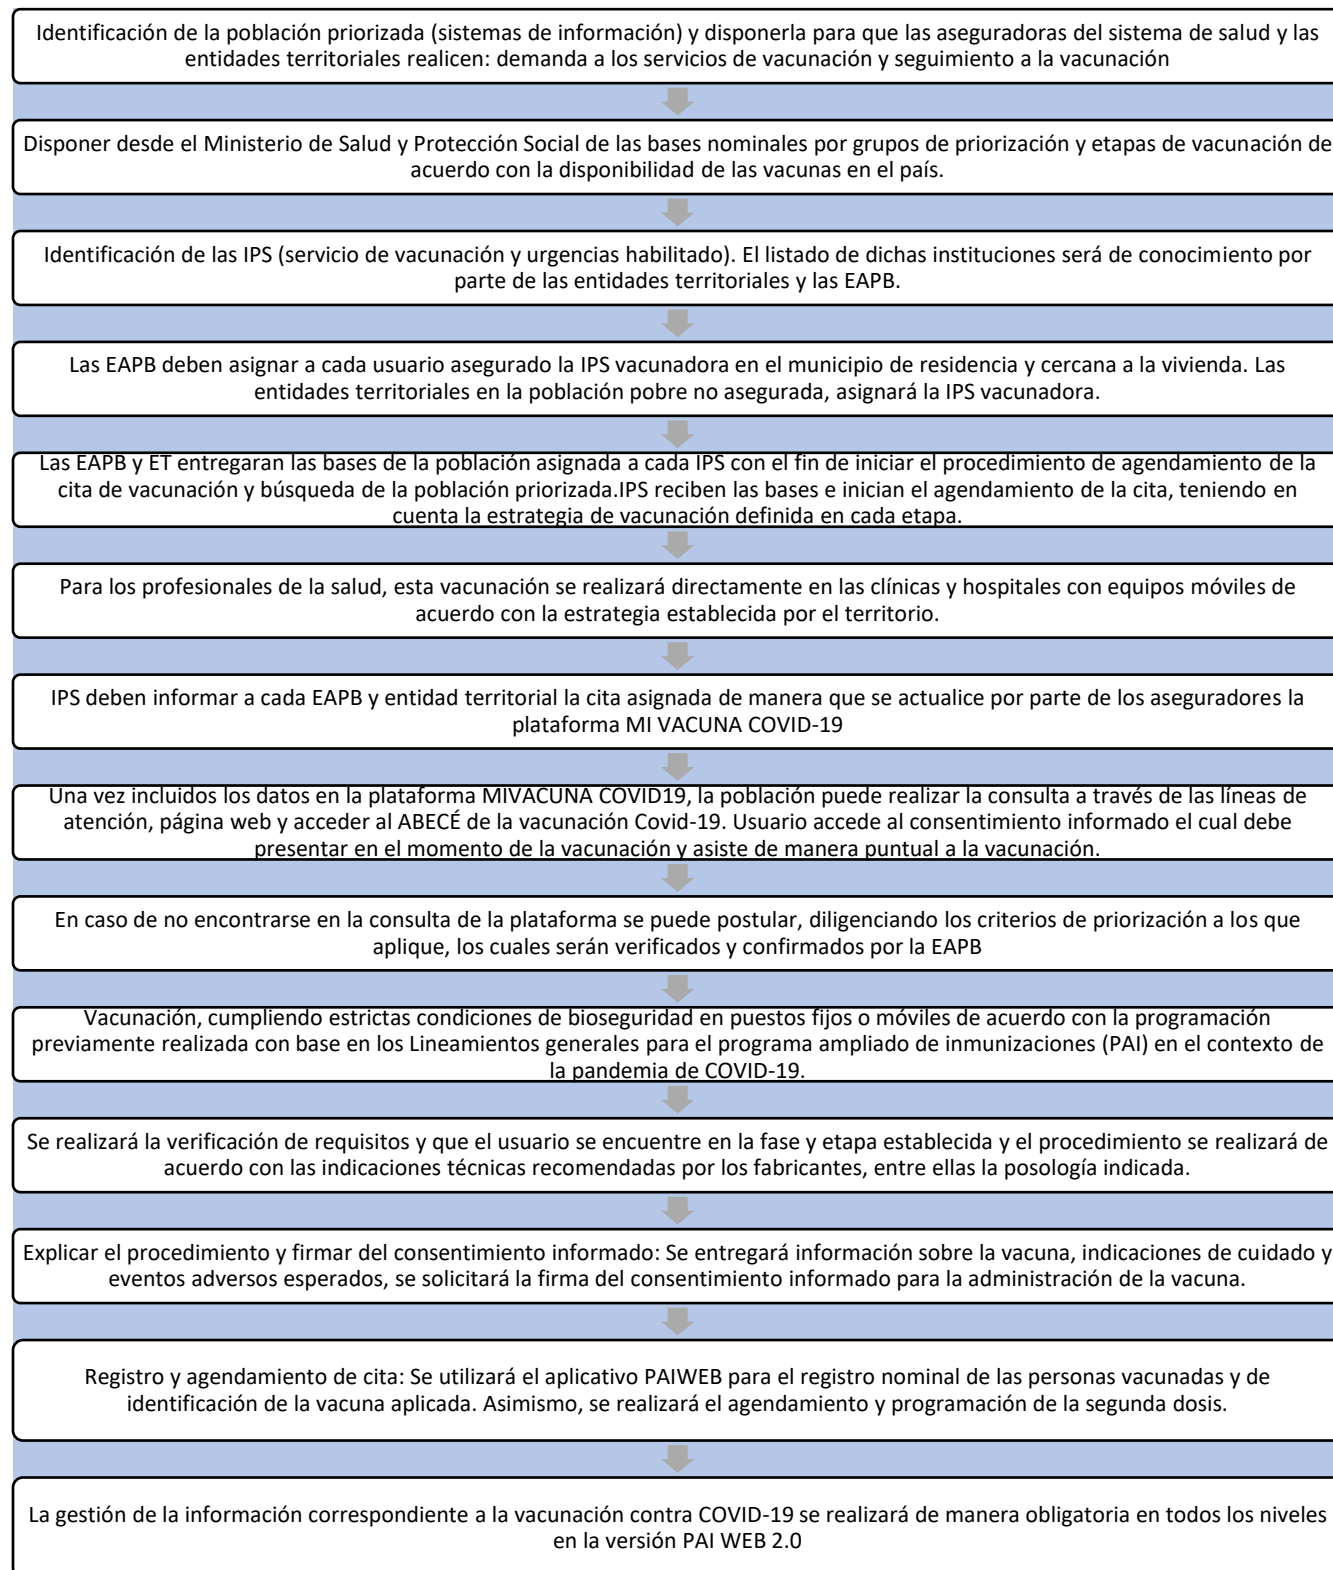 Identificación de la población priorizada (sistemas de información) y disponerla para que las aseguradoras del sistema de salud y las
entidades territoriales realicen: demanda a los servicios de vacunación y seguimiento a la vacunación
Disponer desde el Ministerio de Salud y Protección Social de las bases nominales por grupos de priorización y etapas de vacunación de
acuerdo con la disponibilidad de las vacunas en el país.
Identificación de las IPS (servicio de vacunación y urgencias habilitado). El listado de dichas instituciones será de conocimiento por
parte de las entidades territoriales y las EAPB.
Las EAPB deben asignar a cada usuario asegurado la IPS vacunadora en el municipio de residencia y cercana a la vivienda. Las
entidades territoriales en la población pobre no asegurada, asignará la IPS vacunadora.
Las EAPB y ET entregaran las bases de la población asignada a cada IPS con el fin de iniciar el procedimiento de agendamiento de la
cita de vacunación y búsqueda de la población priorizada.IPS reciben las bases e inician el agendamiento de la cita, teniendo en
cuenta la estrategia de vacunación definida en cada etapa.
Para los profesionales de la salud, esta vacunación se realizará directamente en las clínicas y hospitales con equipos móviles de
acuerdo con la estrategia establecida por el territorio.
IPS deben informar a cada EAPB y entidad territorial la cita asignada de manera que se actualice por parte de los aseguradores la
plataforma MI VACUNA COVID-19
Una vez incluidos los datos en la plataforma MIVACUNA COVID19, la población puede realizar la consulta a través de las líneas de
atención, página web y acceder al ABECÉ de la vacunación Covid-19. Usuario accede al consentimiento informado el cual debe
presentar en el momento de la vacunación y asiste de manera puntual a la vacunación.
En caso de no encontrarse en la consulta de la plataforma se puede postular, diligenciando los criterios de priorización a los que
aplique, los cuales serán verificados y confirmados por la EAPB
Vacunación, cumpliendo estrictas condiciones de bioseguridad en puestos fijos o móviles de acuerdo con la programación
previamente realizada con base en los Lineamientos generales para el programa ampliado de inmunizaciones (PAI) en el contexto de
la pandemia de COVID-19.
Se realizará la verificación de requisitos y que el usuario se encuentre en la fase y etapa establecida y el procedimiento se realizará de
acuerdo con las indicaciones técnicas recomendadas por los fabricantes, entre ellas la posología indicada.
Explicar el procedimiento y firmar del consentimiento informado: Se entregará información sobre la vacuna, indicaciones de cuidado y
eventos adversos esperados, se solicitará la firma del consentimiento informado para la administración de la vacuna.
Registro y agendamiento de cita: Se utilizará el aplicativo PAIWEB para el registro nominal de las personas vacunadas y de
identificación de la vacuna aplicada. Asimismo, se realizará el agendamiento y programación de la segunda dosis.
La gestión de la información correspondiente a la vacunación contra COVID-19 se realizará de manera obligatoria en todos los niveles
en la versión PAI WEB 2.0